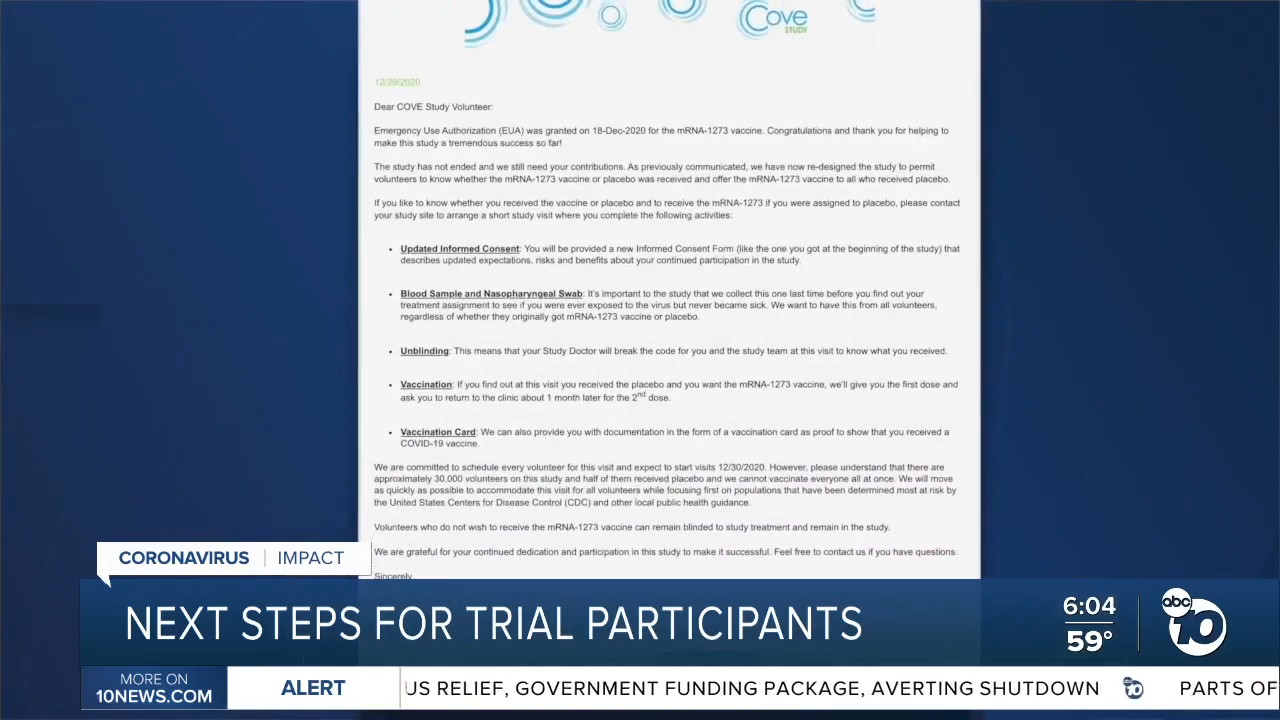 Cove
STUDY
12/29/2020
Dear COVE Study Volunteer:
Emergency Use Authorization (EUA) was granted on 18-Dec-2020 for the mRNA-1273 vaccine. Congratulations and thank you for helping to
make this study a tremendous success so far!
The study has not ended and we still need your contributions. As previously communicated, we have now re-designed the study to permit
volunteers to know whether the mRNA-1273 vaccine or placebo was received and offer the mRNA-1273 vaccine to all who received placebo.
If you like to know whether you received the vaccine or placebo and to receive the mRNA-1273 if you were assigned to placebo, please contact
your study site to arrange a short study visit where you complete the following activities:
• Updated Informed Consent: You will be provided a new Informed Consent Form (like the one you got at the beginning of the study) that
describes updated expectations, risks and benefits about your continued participation in the study.
• Blood Sample and Nasopharyngeal Swab: It's important to the study that we collect this one last time before you find out your
treatment assignment to see if you were ever exposed to the virus but never became sick. We want to have this from all volunteers,
regardless of whether they originally got mRNA-1273 vaccine or placebo.
• Unblinding: This means that your Study Doctor will break the code for you and the study team at this visit to know what you received.
• Vaccination: If you find out at this visit you received the placebo and you want the mRNA-1273 vaccine, we'll give you the first dose and
ask you to return to the clinic about 1 month later for the 2nd dose.
• Vaccination Card: We can also provide you with documentation in the form of a vaccination card as proof to show that you received a
COVID-19 vaccine.
We are committed to schedule every volunteer for this visit and expect to start visits 12/30/2020. However, please understand that there are
approximately 30,000 volunteers on this study and half of them received placebo and we cannot vaccinate everyone all at once. We will move
as quickly as possible to accommodate this visit for all volunteers while focusing first on populations that have been determined most at risk by
the United States Centers for Disease Control (CDC) and other local public health guidance.
Volunteers who do not wish to receive the mRNA-1273 vaccine can remain blinded to study treatment and remain in the study.
We are grateful for your continued dedication and participation in this study to make it successful. Feel free to contact us if you have questions.
Sincerely,
CORONAVIRUS | IMPACT
NEXT STEPS FOR TRIAL PARTICIPANTS
6:04
59°
abc
10
MORE ON
10NEWS.COM
ALERT
US RELIEF, GOVERNMENT FUNDING PACKAGE, AVERTING SHUTDOWN
abc 10
PARTS OF